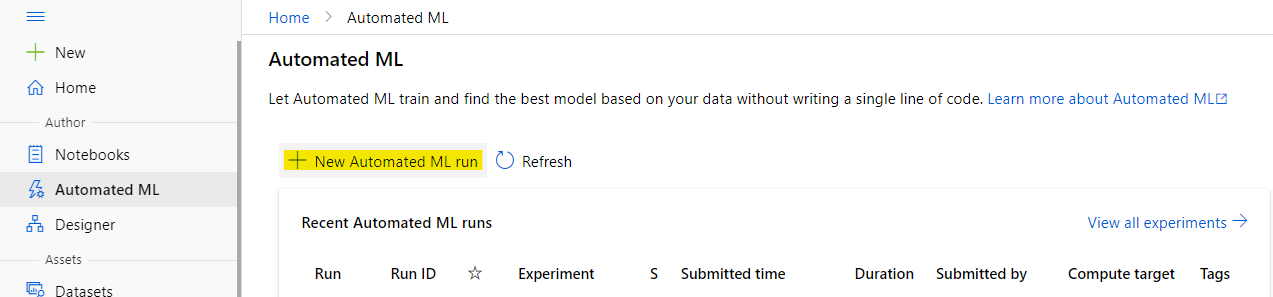 Home > Automated ML
New
Home
Author
Notebooks
Automated ML
Designer
Assets
Datasets
Automated ML
Let Automated ML train and find the best model based on your data without writing a single line of code. Learn more about Automated ML
New Automated ML run Refresh
Recent Automated ML runs View all experiments
Run Run ID Experiment S Submitted time Duration Submitted by Compute target Tags